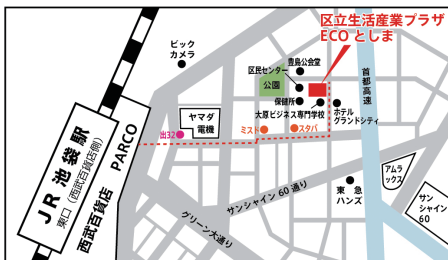 区立生活産業プラザ
ECO としま
ビック
カメラ
豊島公会堂
区民センター
公園
保健所
大原ビジネス専門学校
ホテル
グランドシティ
首都高速
ヤマダ
電機
出32
ミスド
スタバ
JR 池袋駅
東口（西武百貨店側）
西武百貨店
PARCO
サンシャイン 60 通り
グリーン大通り
東急
ハンズ
アムラ
ックス
サン
シャイン
60